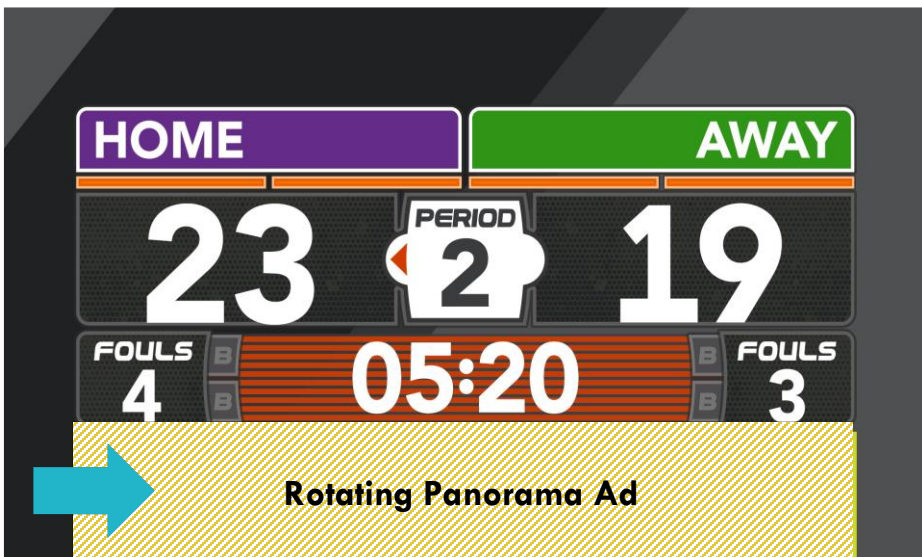 HOME AWAY
PERIOD
23 2 19
FOULS B 05:20 B FOULS
4 B B 3
Rotating Panorama Ad